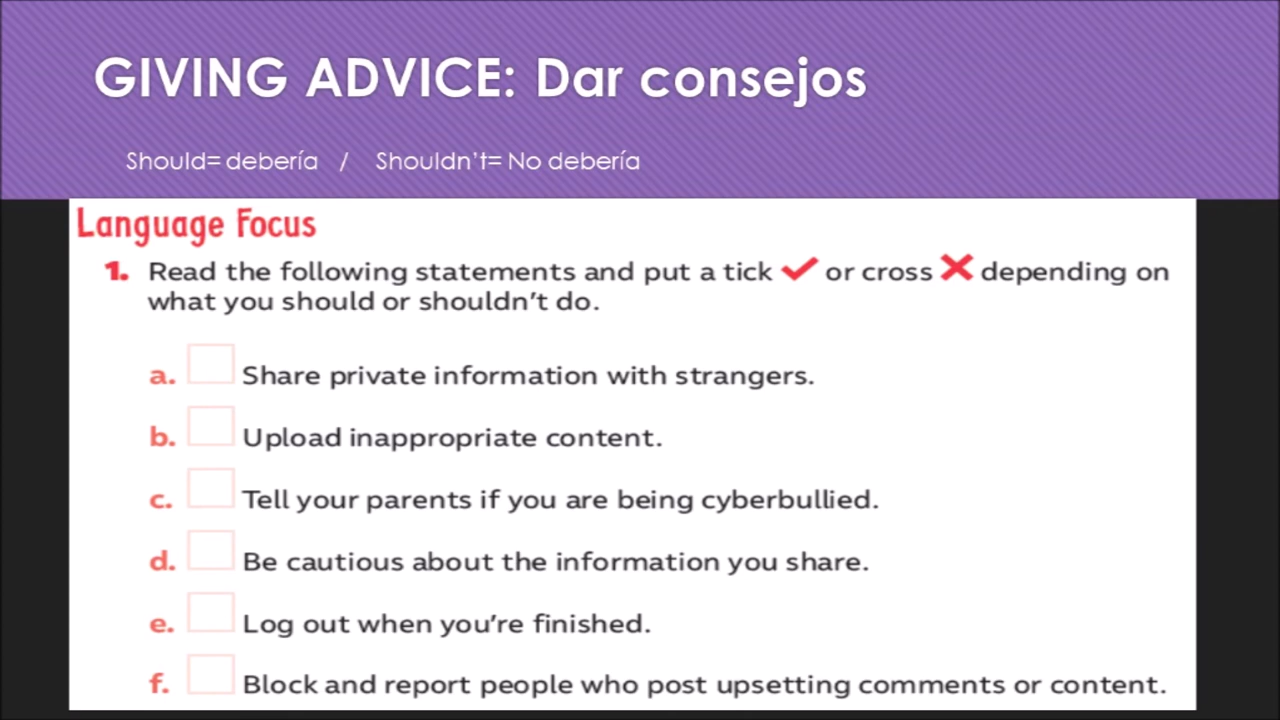 GIVING ADVICE: Dar consejos
Should= debería / Shouldn't= No debería
Language Focus
1. Read the following statements and put a tick ✓ or cross ✗ depending on
what you should or shouldn't do.
a. Share private information with strangers.
b. Upload inappropriate content.
c. Tell your parents if you are being cyberbullied.
d. Be cautious about the information you share.
e. Log out when you're finished.
f. Block and report people who post upsetting comments or content.